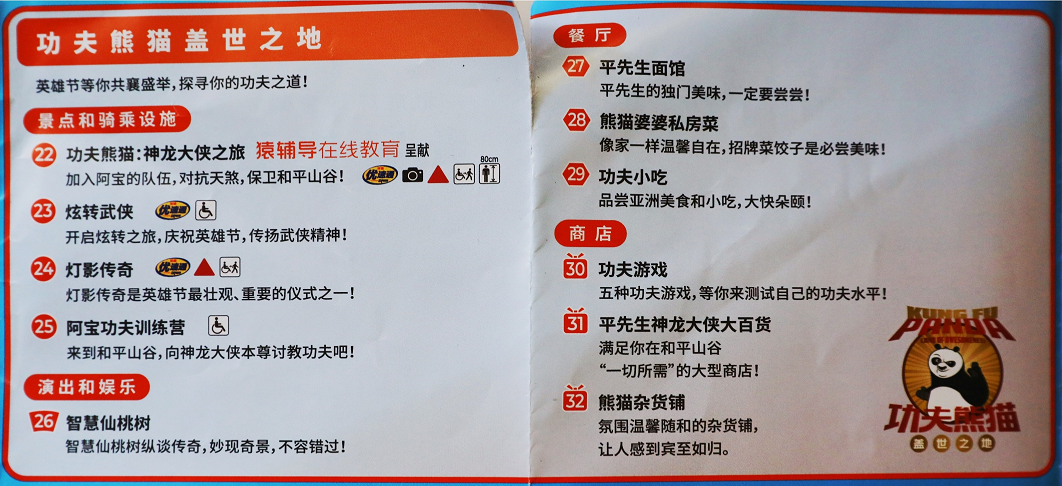 功夫熊猫盖世之地
英雄节等你共襄盛举，探寻你的功夫之道！
景点和骑乘设施
22 功夫熊猫：神龙大侠之旅 猿辅导在线教育 呈献
加入阿宝的队伍，对抗天煞，保卫和平山谷！ 优速通 80cm
23 炫转武侠 优速通
开启炫转之旅，庆祝英雄节，传扬武侠精神！
24 灯影传奇 优速通
灯影传奇是英雄节最壮观、重要的仪式之一！
25 阿宝功夫训练营
来到和平山谷，向神龙大侠本尊讨教功夫吧！
演出和娱乐
26 智慧仙桃树
智慧仙桃树纵谈传奇，妙现奇景，不容错过！
餐厅
27 平先生面馆
平先生的独门美味，一定要尝尝！
28 熊猫婆婆私房菜
像家一样温馨自在，招牌菜饺子是必尝美味！
29 功夫小吃
品尝亚洲美食和小吃，大快朵颐！
商店
30 功夫游戏
五种功夫游戏，等你来测试自己的功夫水平！
31 平先生神龙大侠大百货
满足你在和平山谷
“一切所需”的大型商店！
32 熊猫杂货铺
氛围温馨随和的杂货铺，
让人感到宾至如归。
KUNG FU
PANDA
LAND OF AWESOMENESS
功夫熊猫
盖世之地